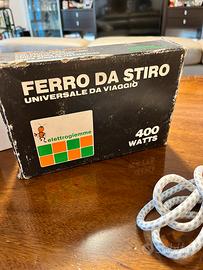 FERRO DA STIRO
UNIVERSALE DA VIAGGIO
elettrogiemme
400
WATTS